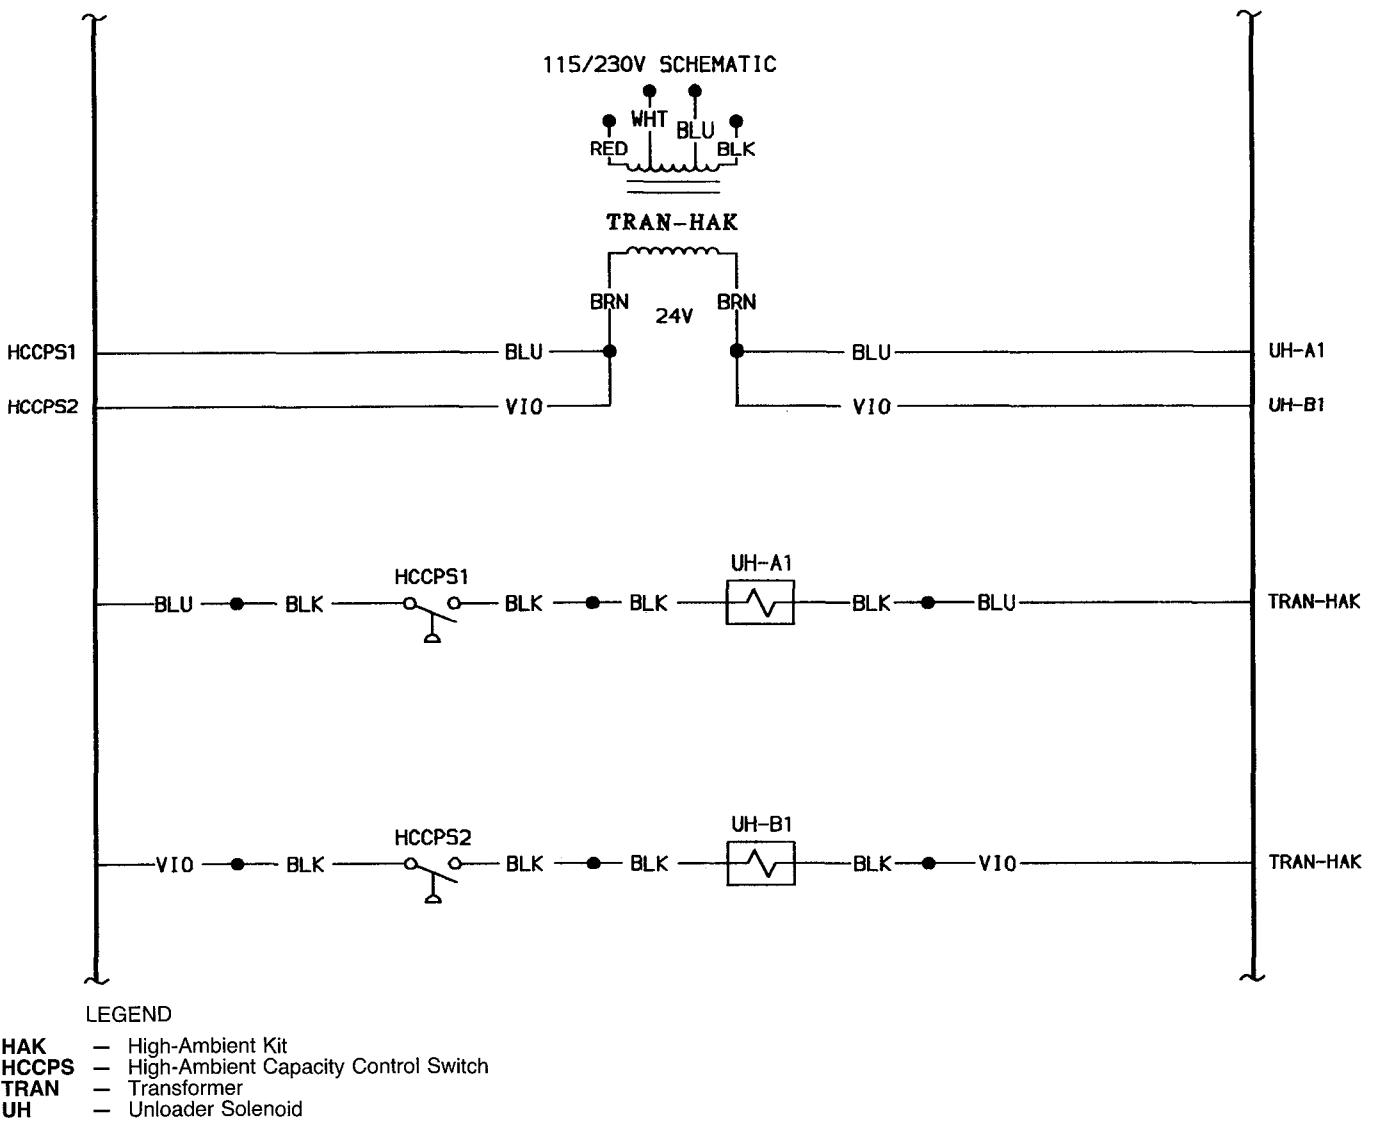 115/230V SCHEMATIC
WHT
BLU
RED
BLK
TRAN-HAK
BRN
24V
BRN
HCCPS1
BLU
BLU
UH-A1
HCCPS2
VIO
VIO
UH-B1
HCCPS1
UH-A1
BLU
BLK
BLK
BLK
BLK
BLU
TRAN-HAK
HCCPS2
UH-B1
VIO
BLK
BLK
BLK
BLK
VIO
TRAN-HAK
LEGEND
HAK — High-Ambient Kit
HCCPS — High-Ambient Capacity Control Switch
TRAN — Transformer
UH — Unloader Solenoid